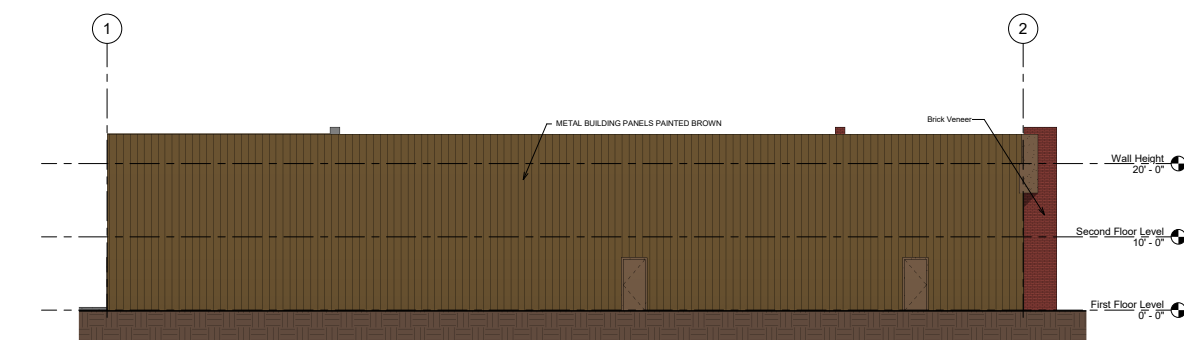 1
2
METAL BUILDING PANELS PAINTED BROWN
Brick Veneer
Wall Height
20' - 0"
Second Floor Level
10' - 0"
First Floor Level
0' - 0"